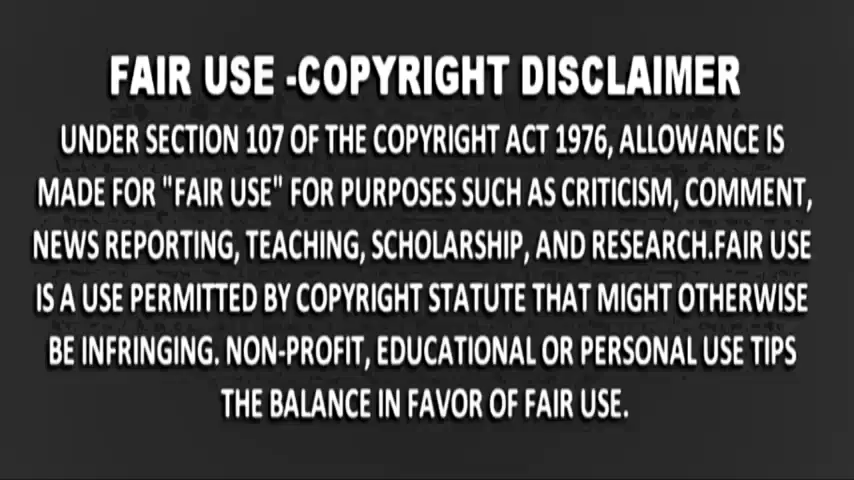 FAIR USE -COPYRIGHT DISCLAIMER
UNDER SECTION 107 OF THE COPYRIGHT ACT 1976, ALLOWANCE IS
MADE FOR "FAIR USE" FOR PURPOSES SUCH AS CRITICISM, COMMENT,
NEWS REPORTING, TEACHING, SCHOLARSHIP, AND RESEARCH.FAIR USE
IS A USE PERMITTED BY COPYRIGHT STATUTE THAT MIGHT OTHERWISE
BE INFRINGING. NON-PROFIT, EDUCATIONAL OR PERSONAL USE TIPS
THE BALANCE IN FAVOR OF FAIR USE.